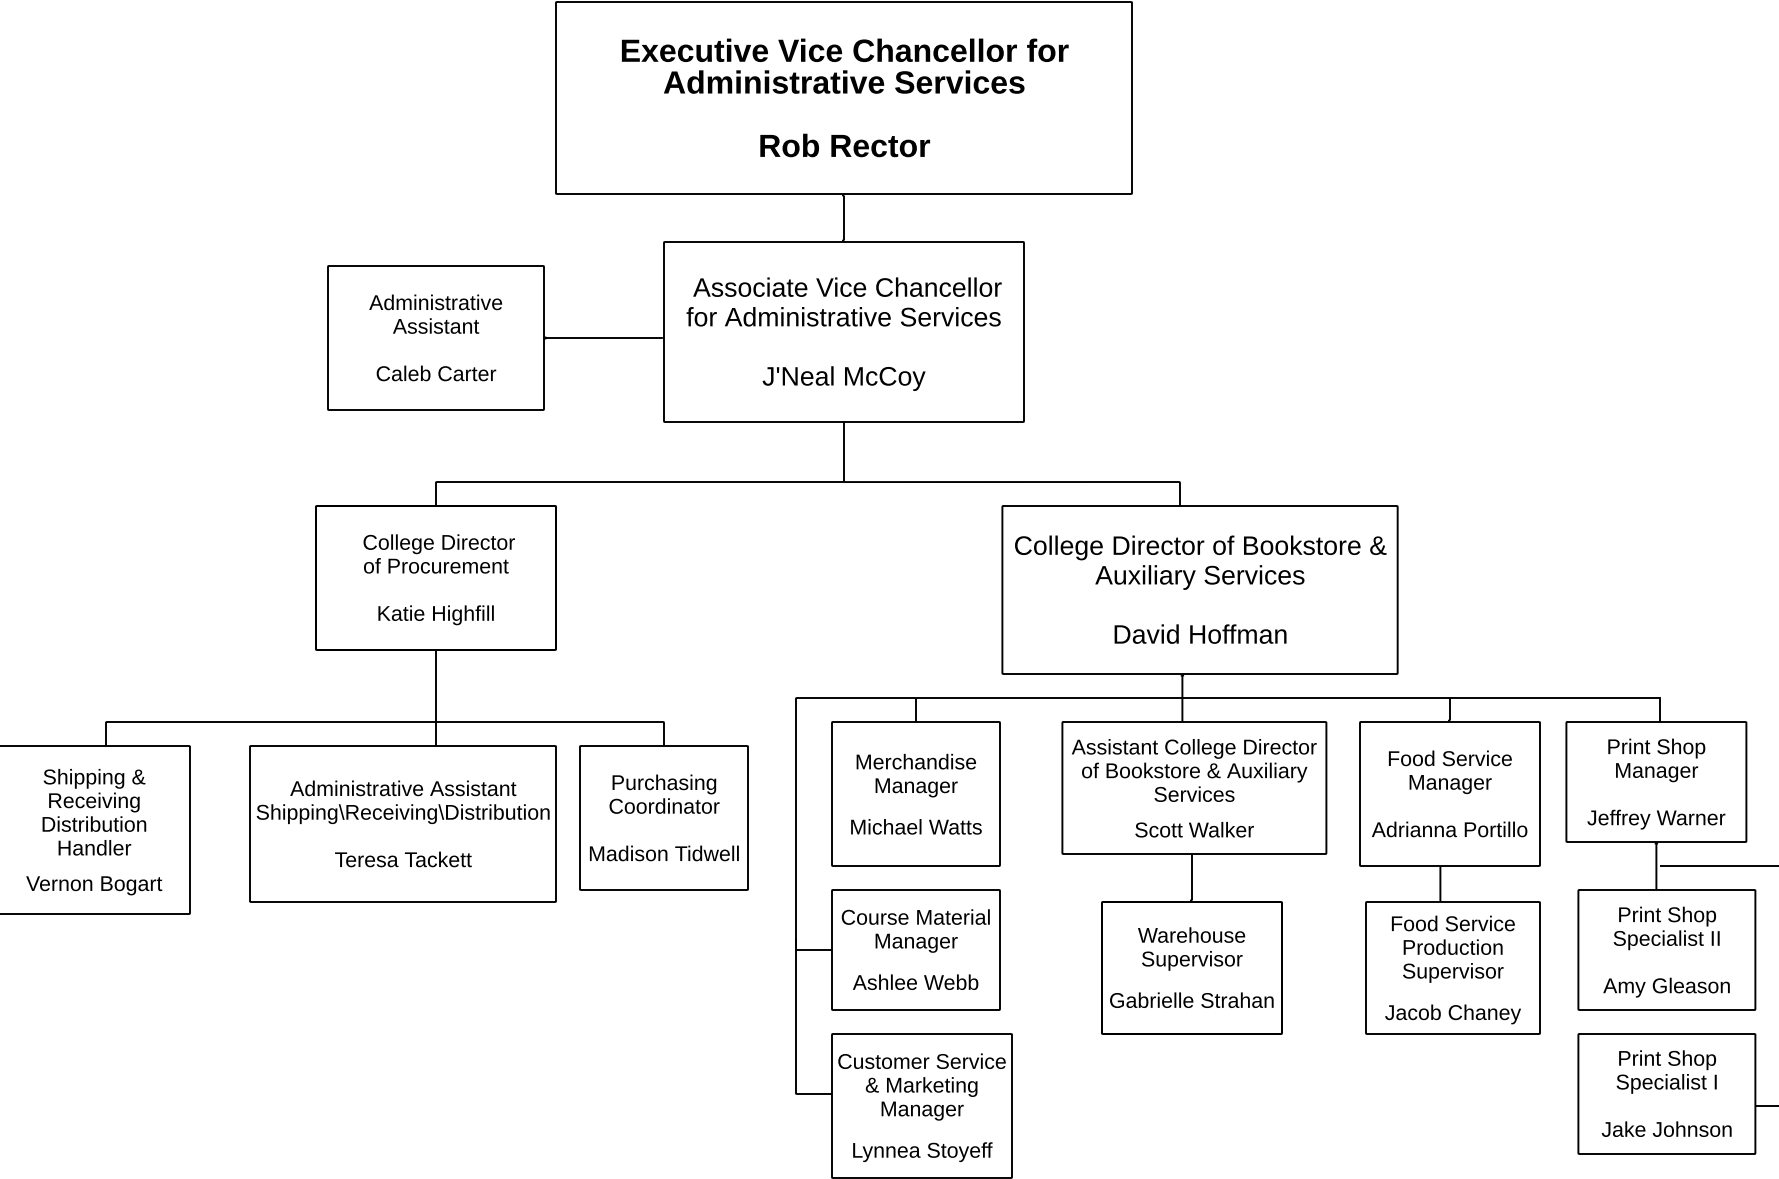 Executive Vice Chancellor for
Administrative Services
Rob Rector
Administrative
Assistant
Caleb Carter
Associate Vice Chancellor
for Administrative Services
J'Neal McCoy
College Director
of Procurement
Katie Highfill
College Director of Bookstore &
Auxiliary Services
David Hoffman
Shipping &
Receiving
Distribution
Handler
Vernon Bogart
Administrative Assistant
Shipping\Receiving\Distribution
Teresa Tackett
Purchasing
Coordinator
Madison Tidwell
Merchandise
Manager
Michael Watts
Assistant College Director
of Bookstore & Auxiliary
Services
Scott Walker
Food Service
Manager
Adrianna Portillo
Print Shop
Manager
Jeffrey Warner
Course Material
Manager
Ashlee Webb
Warehouse
Supervisor
Gabrielle Strahan
Food Service
Production
Supervisor
Jacob Chaney
Print Shop
Specialist II
Amy Gleason
Customer Service
& Marketing
Manager
Lynnea Stoyeff
Print Shop
Specialist I
Jake Johnson